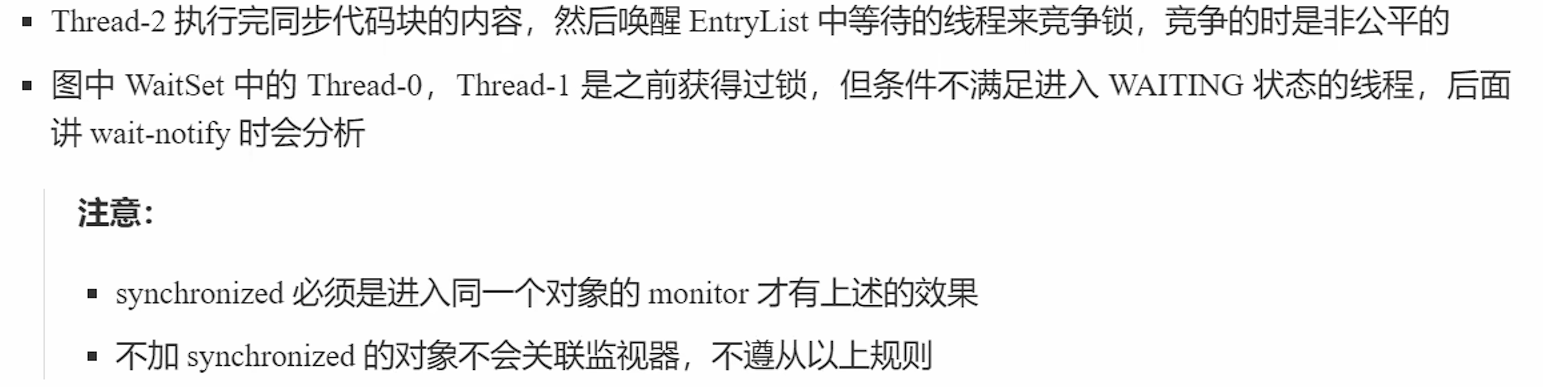 ▪ Thread-2 执行完同步代码块的内容，然后唤醒 EntryList 中等待的线程来竞争锁，竞争的时是非公平的
▪ 图中 WaitSet 中的 Thread-0，Thread-1 是之前获得过锁，但条件不满足进入 WAITING 状态的线程，后面
讲 wait-notify 时会分析
注意：
▪ synchronized 必须是进入同一个对象的 monitor 才有上述的效果
▪ 不加 synchronized 的对象不会关联监视器，不遵从以上规则